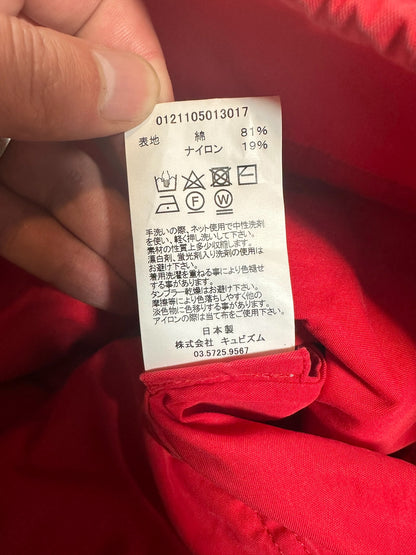 0121105013017
表地 綿 81%
ナイロン 19%
F W
手洗いの際、ネット使用で中性洗剤
を使い、軽く押し洗いして下さい。
素材の性質上多少収縮します。
漂白剤、蛍光剤入り洗剤の使用は
お避け下さい。
着用洗濯を重ねる事により色褪せ
する事があります。
タンブラー乾燥はお避け下さい。
摩擦等により色落ちしやすく他の
淡色物に色移りする事があります。
アイロンの際は当て布をご使用下さい。
日本製
株式会社 キュビズム
03.5725.9567